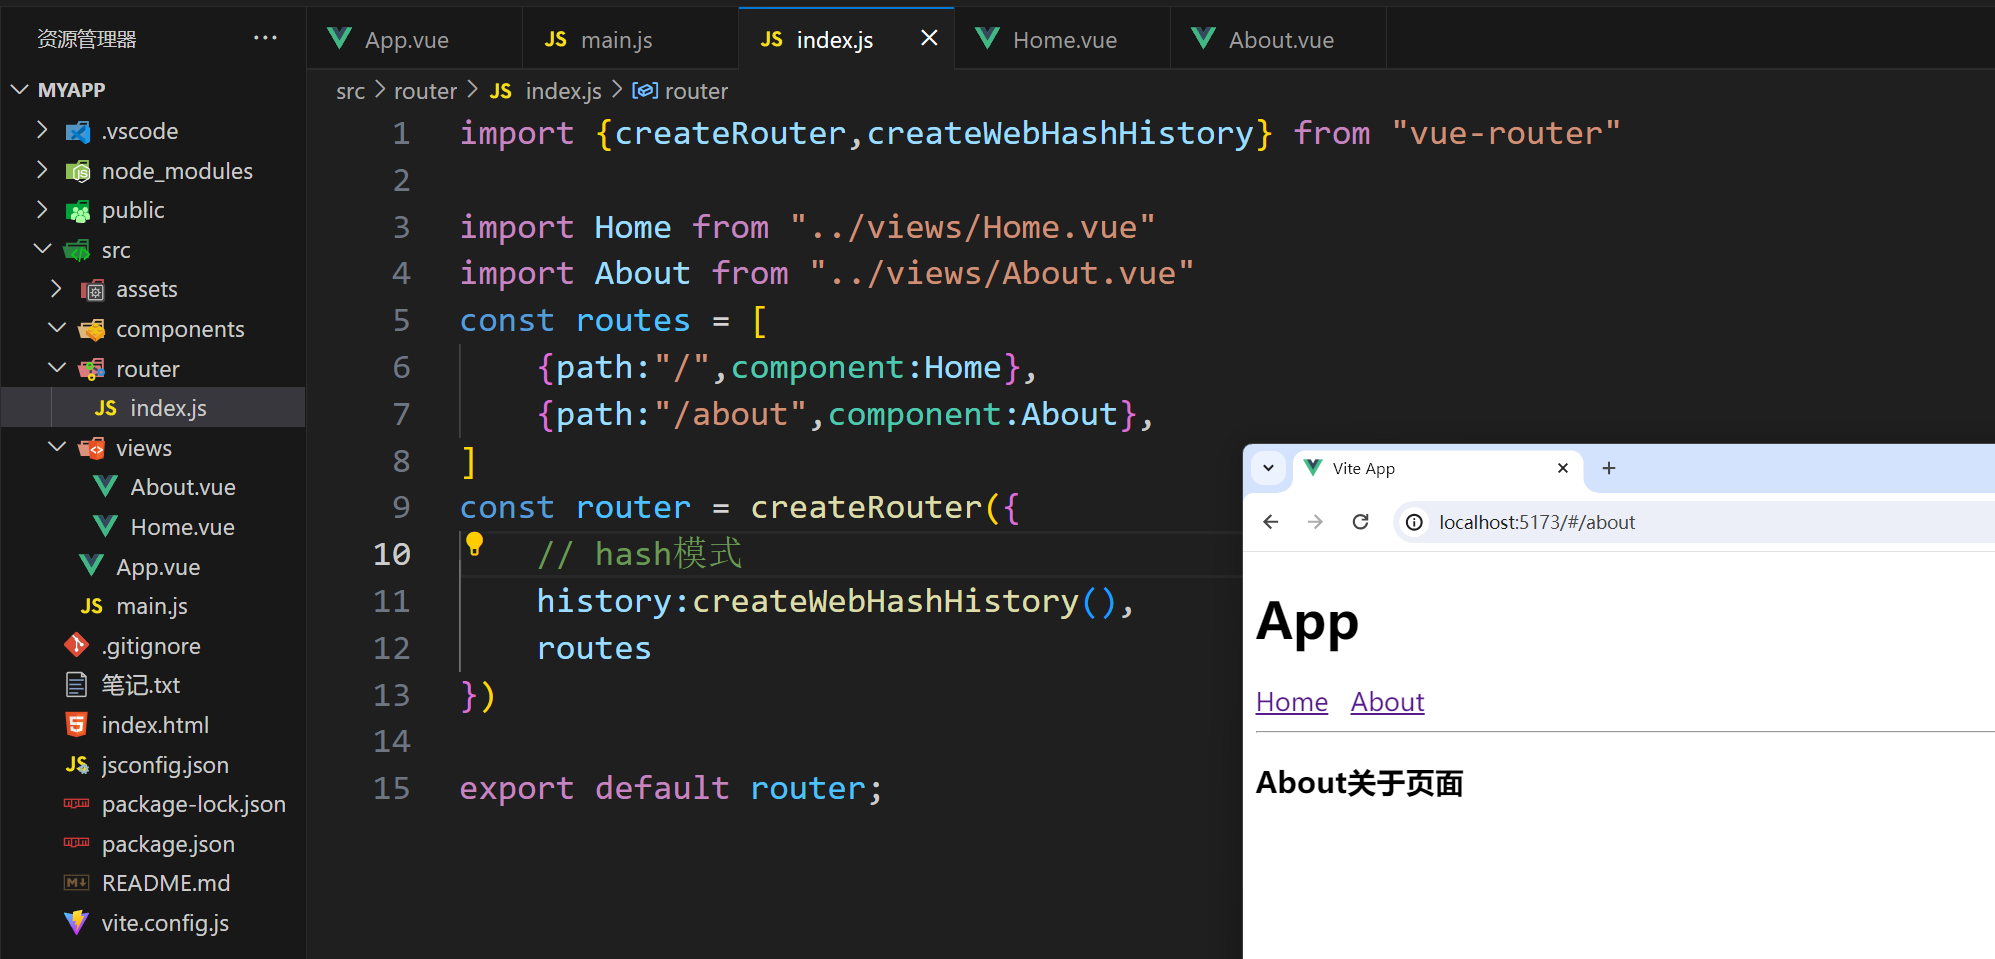 资源管理器 ···
MYAPP
.vscode
node_modules
public
src
assets
components
router
JS index.js
views
About.vue
Home.vue
App.vue
JS main.js
.gitignore
笔记.txt
index.html
JS jsconfig.json
package-lock.json
package.json
README.md
vite.config.js
App.vue JS main.js JS index.js Home.vue About.vue
src > router > JS index.js > router
1 import {createRouter,createWebHashHistory} from "vue-router"
2
3 import Home from "../views/Home.vue"
4 import About from "../views/About.vue"
5 const routes = [
6 {path:"/",component:Home},
7 {path:"/about",component:About},
8 ]
9 const router = createRouter({
10 // hash模式
11 history:createWebHashHistory(),
12 routes
13 })
14
15 export default router;
Vite App
localhost:5173/#/about
App
Home About
About关于页面